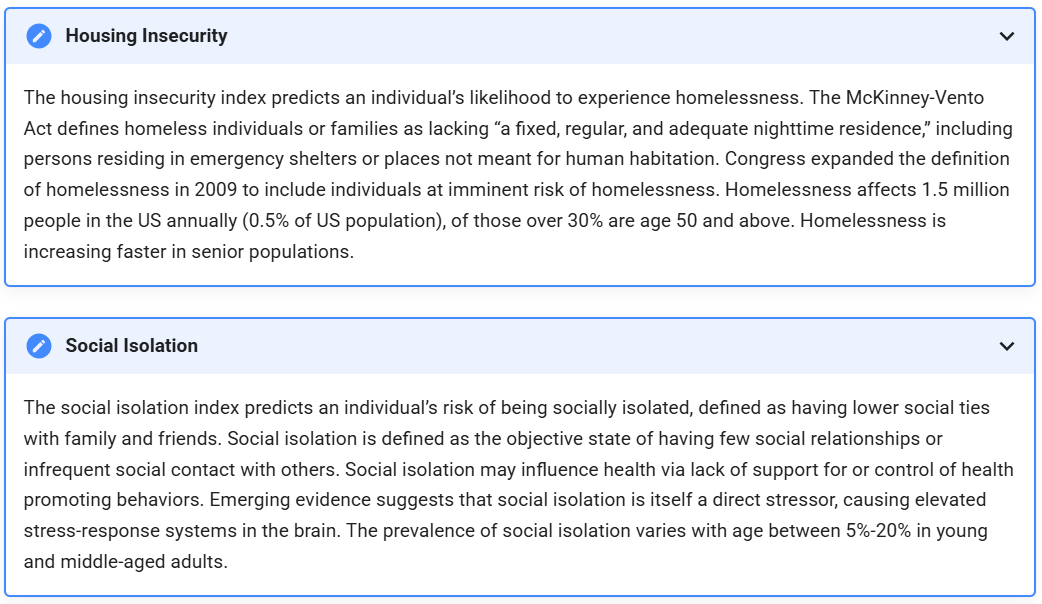 Housing Insecurity
The housing insecurity index predicts an individual’s likelihood to experience homelessness. The McKinney-Vento
Act defines homeless individuals or families as lacking “a fixed, regular, and adequate nighttime residence,” including
persons residing in emergency shelters or places not meant for human habitation. Congress expanded the definition
of homelessness in 2009 to include individuals at imminent risk of homelessness. Homelessness affects 1.5 million
people in the US annually (0.5% of US population), of those over 30% are age 50 and above. Homelessness is
increasing faster in senior populations.
Social Isolation
The social isolation index predicts an individual’s risk of being socially isolated, defined as having lower social ties
with family and friends. Social isolation is defined as the objective state of having few social relationships or
infrequent social contact with others. Social isolation may influence health via lack of support for or control of health
promoting behaviors. Emerging evidence suggests that social isolation is itself a direct stressor, causing elevated
stress-response systems in the brain. The prevalence of social isolation varies with age between 5%-20% in young
and middle-aged adults.